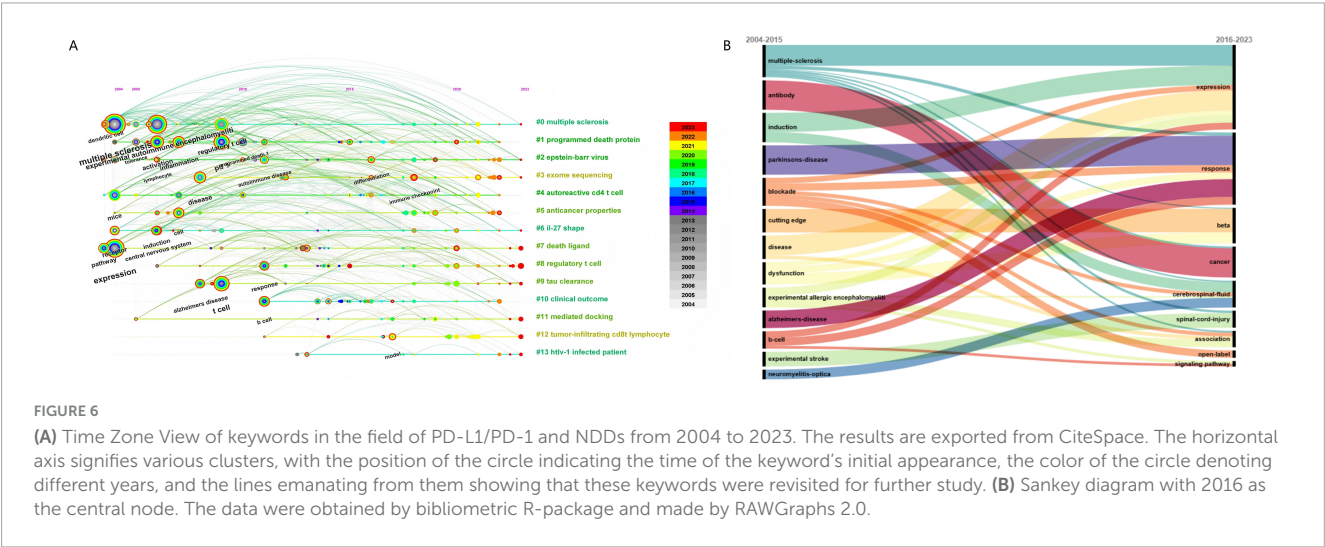 A
B
2004-2015
2016-2023
2004
2005
2010
2015
2020
2023
dendritic cell
multiple sclerosis
experimental autoimmune encephalomyeliti
tolerance
activation
inflammation
regulatory t cell
lymphocyte
programmed death 1
autoimmune disease
inflammation
immune checkpoint
disease
mice
cell
receptor
induction
pathway
central nervous system
expression
response
alzheimers disease
t cell
b cell
model
#0 multiple sclerosis
#1 programmed death protein
#2 epstein-barr virus
#3 exome sequencing
#4 autoreactive cd4 t cell
#5 anticancer properties
#6 il-27 shape
#7 death ligand
#8 regulatory t cell
#9 tau clearance
#10 clinical outcome
#11 mediated docking
#12 tumor-infiltrating cd8t lymphocyte
#13 htlv-1 infected patient
2023
2022
2021
2020
2019
2018
2017
2016
2015
2014
2013
2012
2011
2010
2009
2008
2007
2006
2005
2004
multiple-sclerosis
antibody
induction
parkinsons-disease
blockade
cutting edge
disease
dysfunction
experimental allergic encephalomyeliti
alzheimers-disease
b-cell
experimental stroke
neuromyelitis-optica
expression
response
beta
cancer
cerebrospinal-fluid
spinal-cord-injury
association
open-label
signaling pathway
FIGURE 6
(A) Time Zone View of keywords in the field of PD-L1/PD-1 and NDDs from 2004 to 2023. The results are exported from CiteSpace. The horizontal
axis signifies various clusters, with the position of the circle indicating the time of the keyword's initial appearance, the color of the circle denoting
different years, and the lines emanating from them showing that these keywords were revisited for further study. (B) Sankey diagram with 2016 as
the central node. The data were obtained by bibliometric R-package and made by RAWGraphs 2.0.